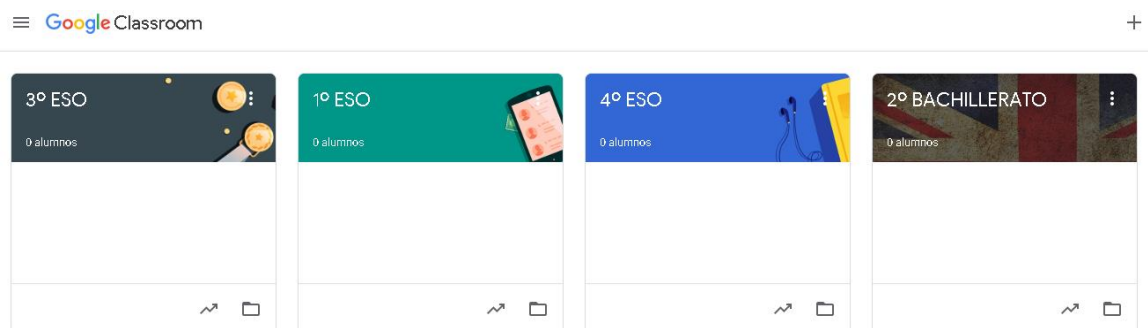 Google Classroom
3º ESO
0 alumnos
1º ESO
0 alumnos
4º ESO
0 alumnos
2º BACHILLERATO
0 alumnos